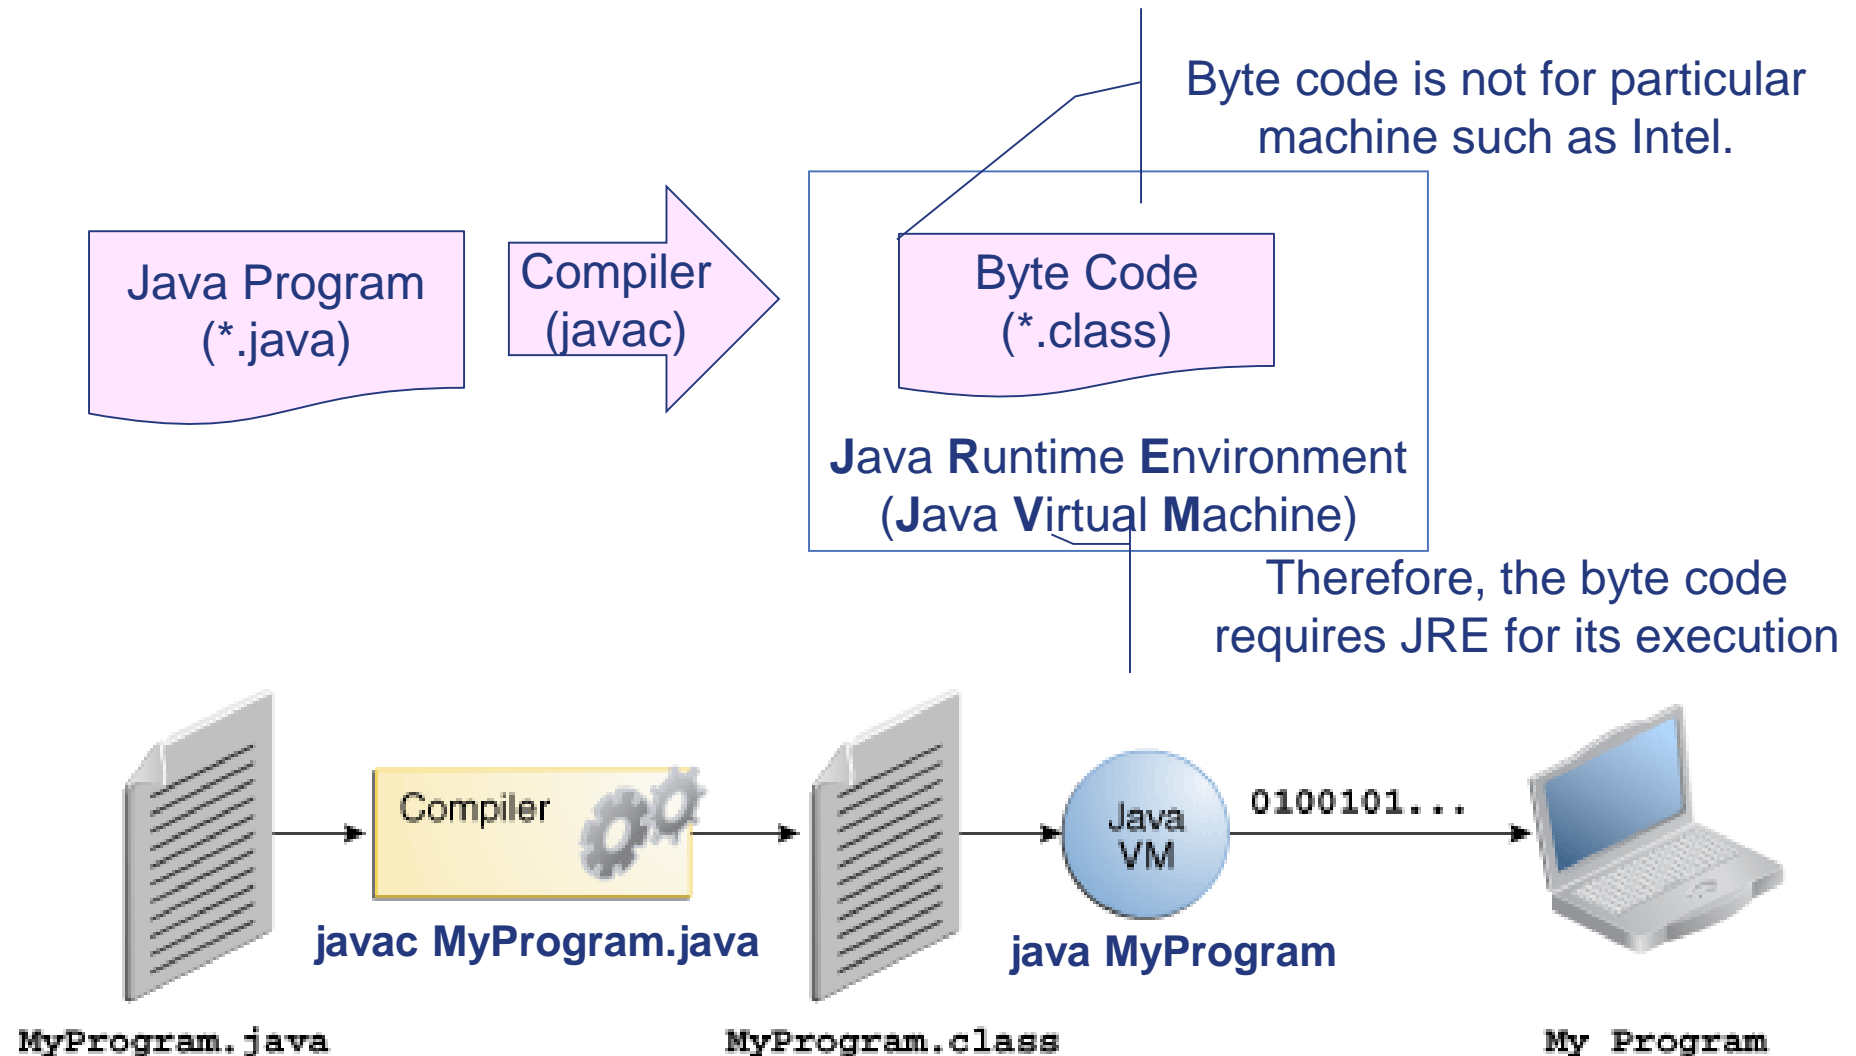 Byte code is not for particular
machine such as Intel.
Java Program
(*.java)
Compiler
(javac)
Byte Code
(*.class)
Java Runtime Environment
(Java Virtual Machine)
Therefore, the byte code
requires JRE for its execution
Compiler
Java
VM
0100101...
javac MyProgram.java
java MyProgram
MyProgram.java
MyProgram.class
My Program